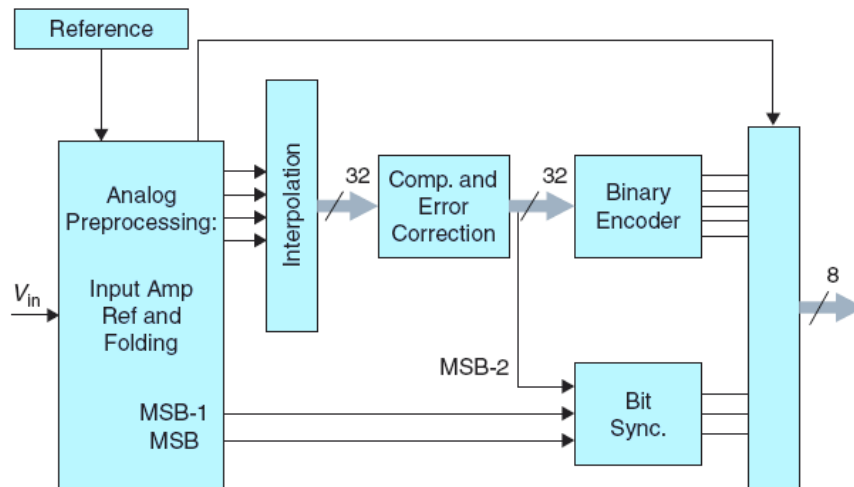 Reference
Analog
Preprocessing:
Input Amp
Ref and
Folding
V in
MSB-1
MSB
Interpolation
32
Comp. and
Error
Correction
32
Binary
Encoder
MSB-2
Bit
Sync.
8